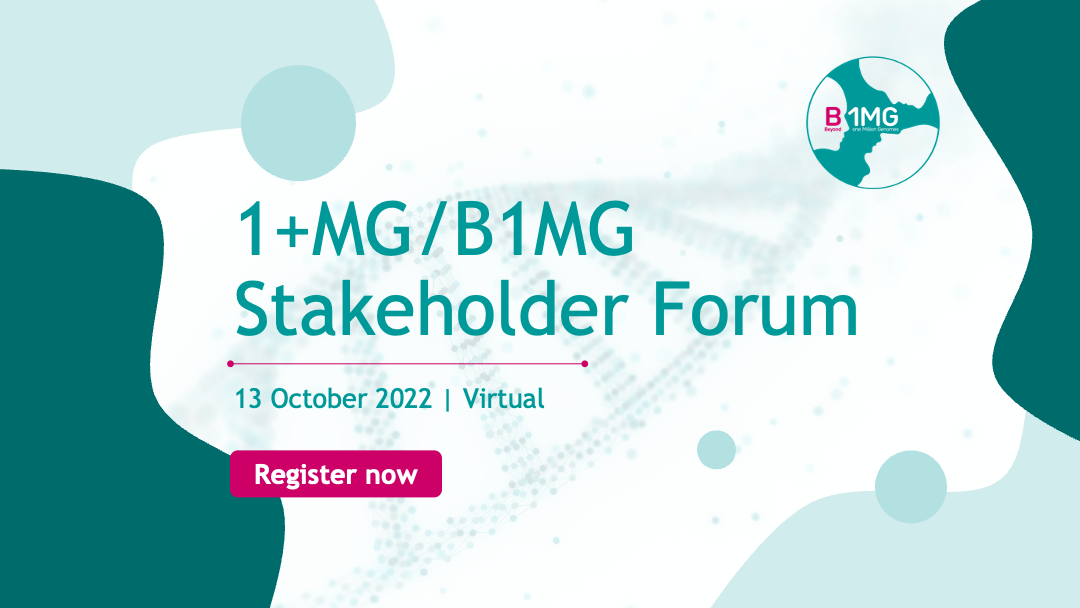 B1MG
Beyond one Million Genomes
1+MG/B1MG
Stakeholder Forum
13 October 2022 | Virtual
Register now